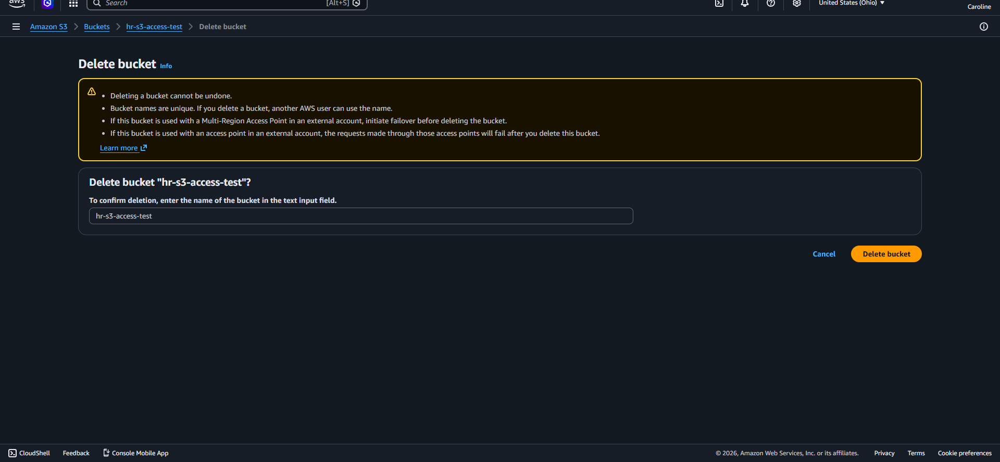 aws
Search [Alt+S] United States (Ohio) Caroline
Amazon S3 Buckets hr-s3-access-test Delete bucket
Delete bucket Info
Deleting a bucket cannot be undone.
Bucket names are unique. If you delete a bucket, another AWS user can use the name.
If this bucket is used with a Multi-Region Access Point in an external account, initiate failover before deleting the bucket.
If this bucket is used with an access point in an external account, the requests made through those access points will fail after you delete this bucket.
Learn more
Delete bucket "hr-s3-access-test"?
To confirm deletion, enter the name of the bucket in the text input field.
hr-s3-access-test
Cancel Delete bucket
CloudShell Feedback Console Mobile App © 2026, Amazon Web Services, Inc. or its affiliates. Privacy Terms Cookie preferences